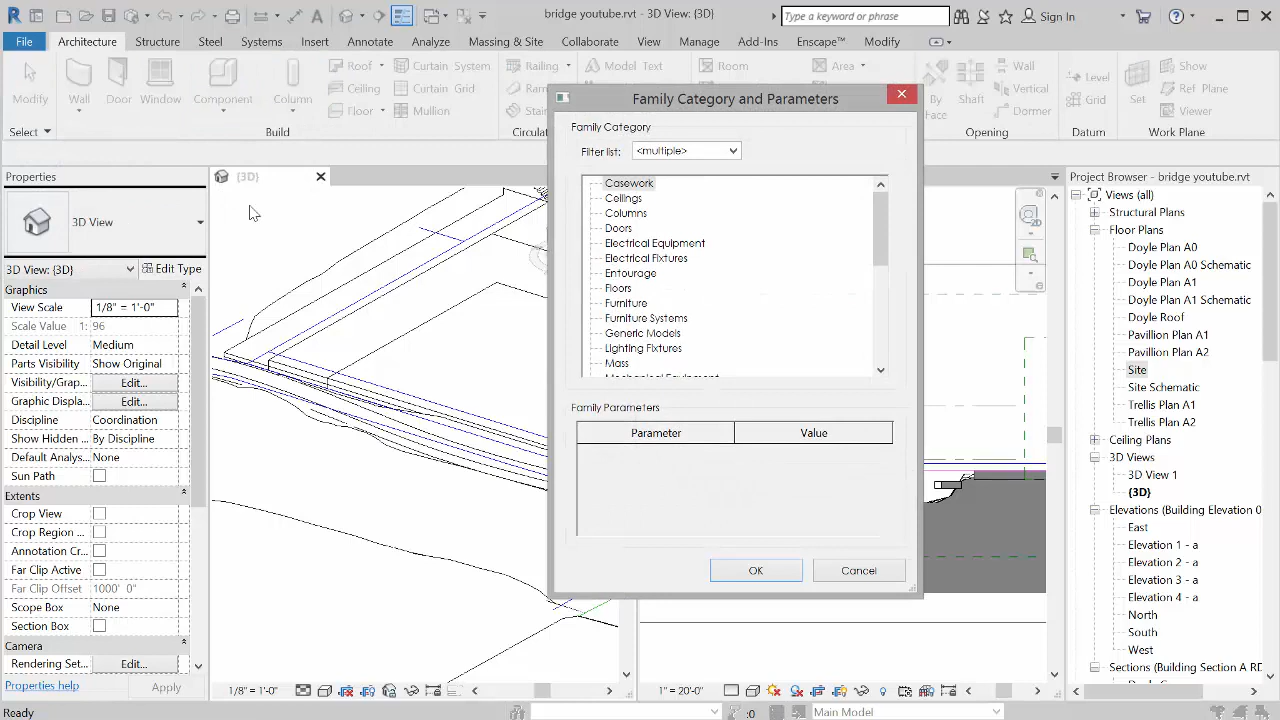 bridge youtube.rvt - 3D View: {3D}
Type a keyword or phrase
Sign In
File Architecture Structure Steel Systems Insert Annotate Analyze Massing & Site Collaborate View Manage Add-Ins Enscape™ Modify
Modify Wall Door Window Component Column
Roof Curtain System Railing Model Text Room Area
Ceiling Curtain Grid
Floor Mullion
By Face Shaft Wall Vertical Dormer
Level Grid
Set Show Ref Plane Viewer
Select Build Opening Datum Work Plane
Properties
3D View
3D View: {3D} Edit Type
Graphics
View Scale 1/8" = 1'-0"
Scale Value 1: 96
Detail Level Medium
Parts Visibility Show Original
Visibility/Grap... Edit...
Graphic Displa... Edit...
Discipline Coordination
Show Hidden ... By Discipline
Default Analys... None
Sun Path
Extents
Crop View
Crop Region ...
Annotation Cr...
Far Clip Active
Far Clip Offset 1000' 0"
Scope Box None
Section Box
Camera
Rendering Set... Edit...
Properties help Apply
{3D}
Family Category and Parameters
Family Category
Filter list: <multiple>
Casework
Ceilings
Columns
Doors
Electrical Equipment
Electrical Fixtures
Entourage
Floors
Furniture
Furniture Systems
Generic Models
Lighting Fixtures
Mass
Mechanical Equipment
Family Parameters
Parameter Value
OK Cancel
Project Browser - bridge youtube.rvt
Views (all)
Structural Plans
Floor Plans
Doyle Plan A0
Doyle Plan A0 Schematic
Doyle Plan A1
Doyle Plan A1 Schematic
Doyle Roof
Pavillion Plan A1
Pavillion Plan A2
Site
Site Schematic
Trellis Plan A1
Trellis Plan A2
Ceiling Plans
3D Views
3D View 1
{3D}
Elevations (Building Elevation 0
East
Elevation 1 - a
Elevation 2 - a
Elevation 3 - a
Elevation 4 - a
North
South
West
Sections (Building Section A RD
1/8" = 1'-0"
1" = 20'-0"
Ready
:0
Main Model